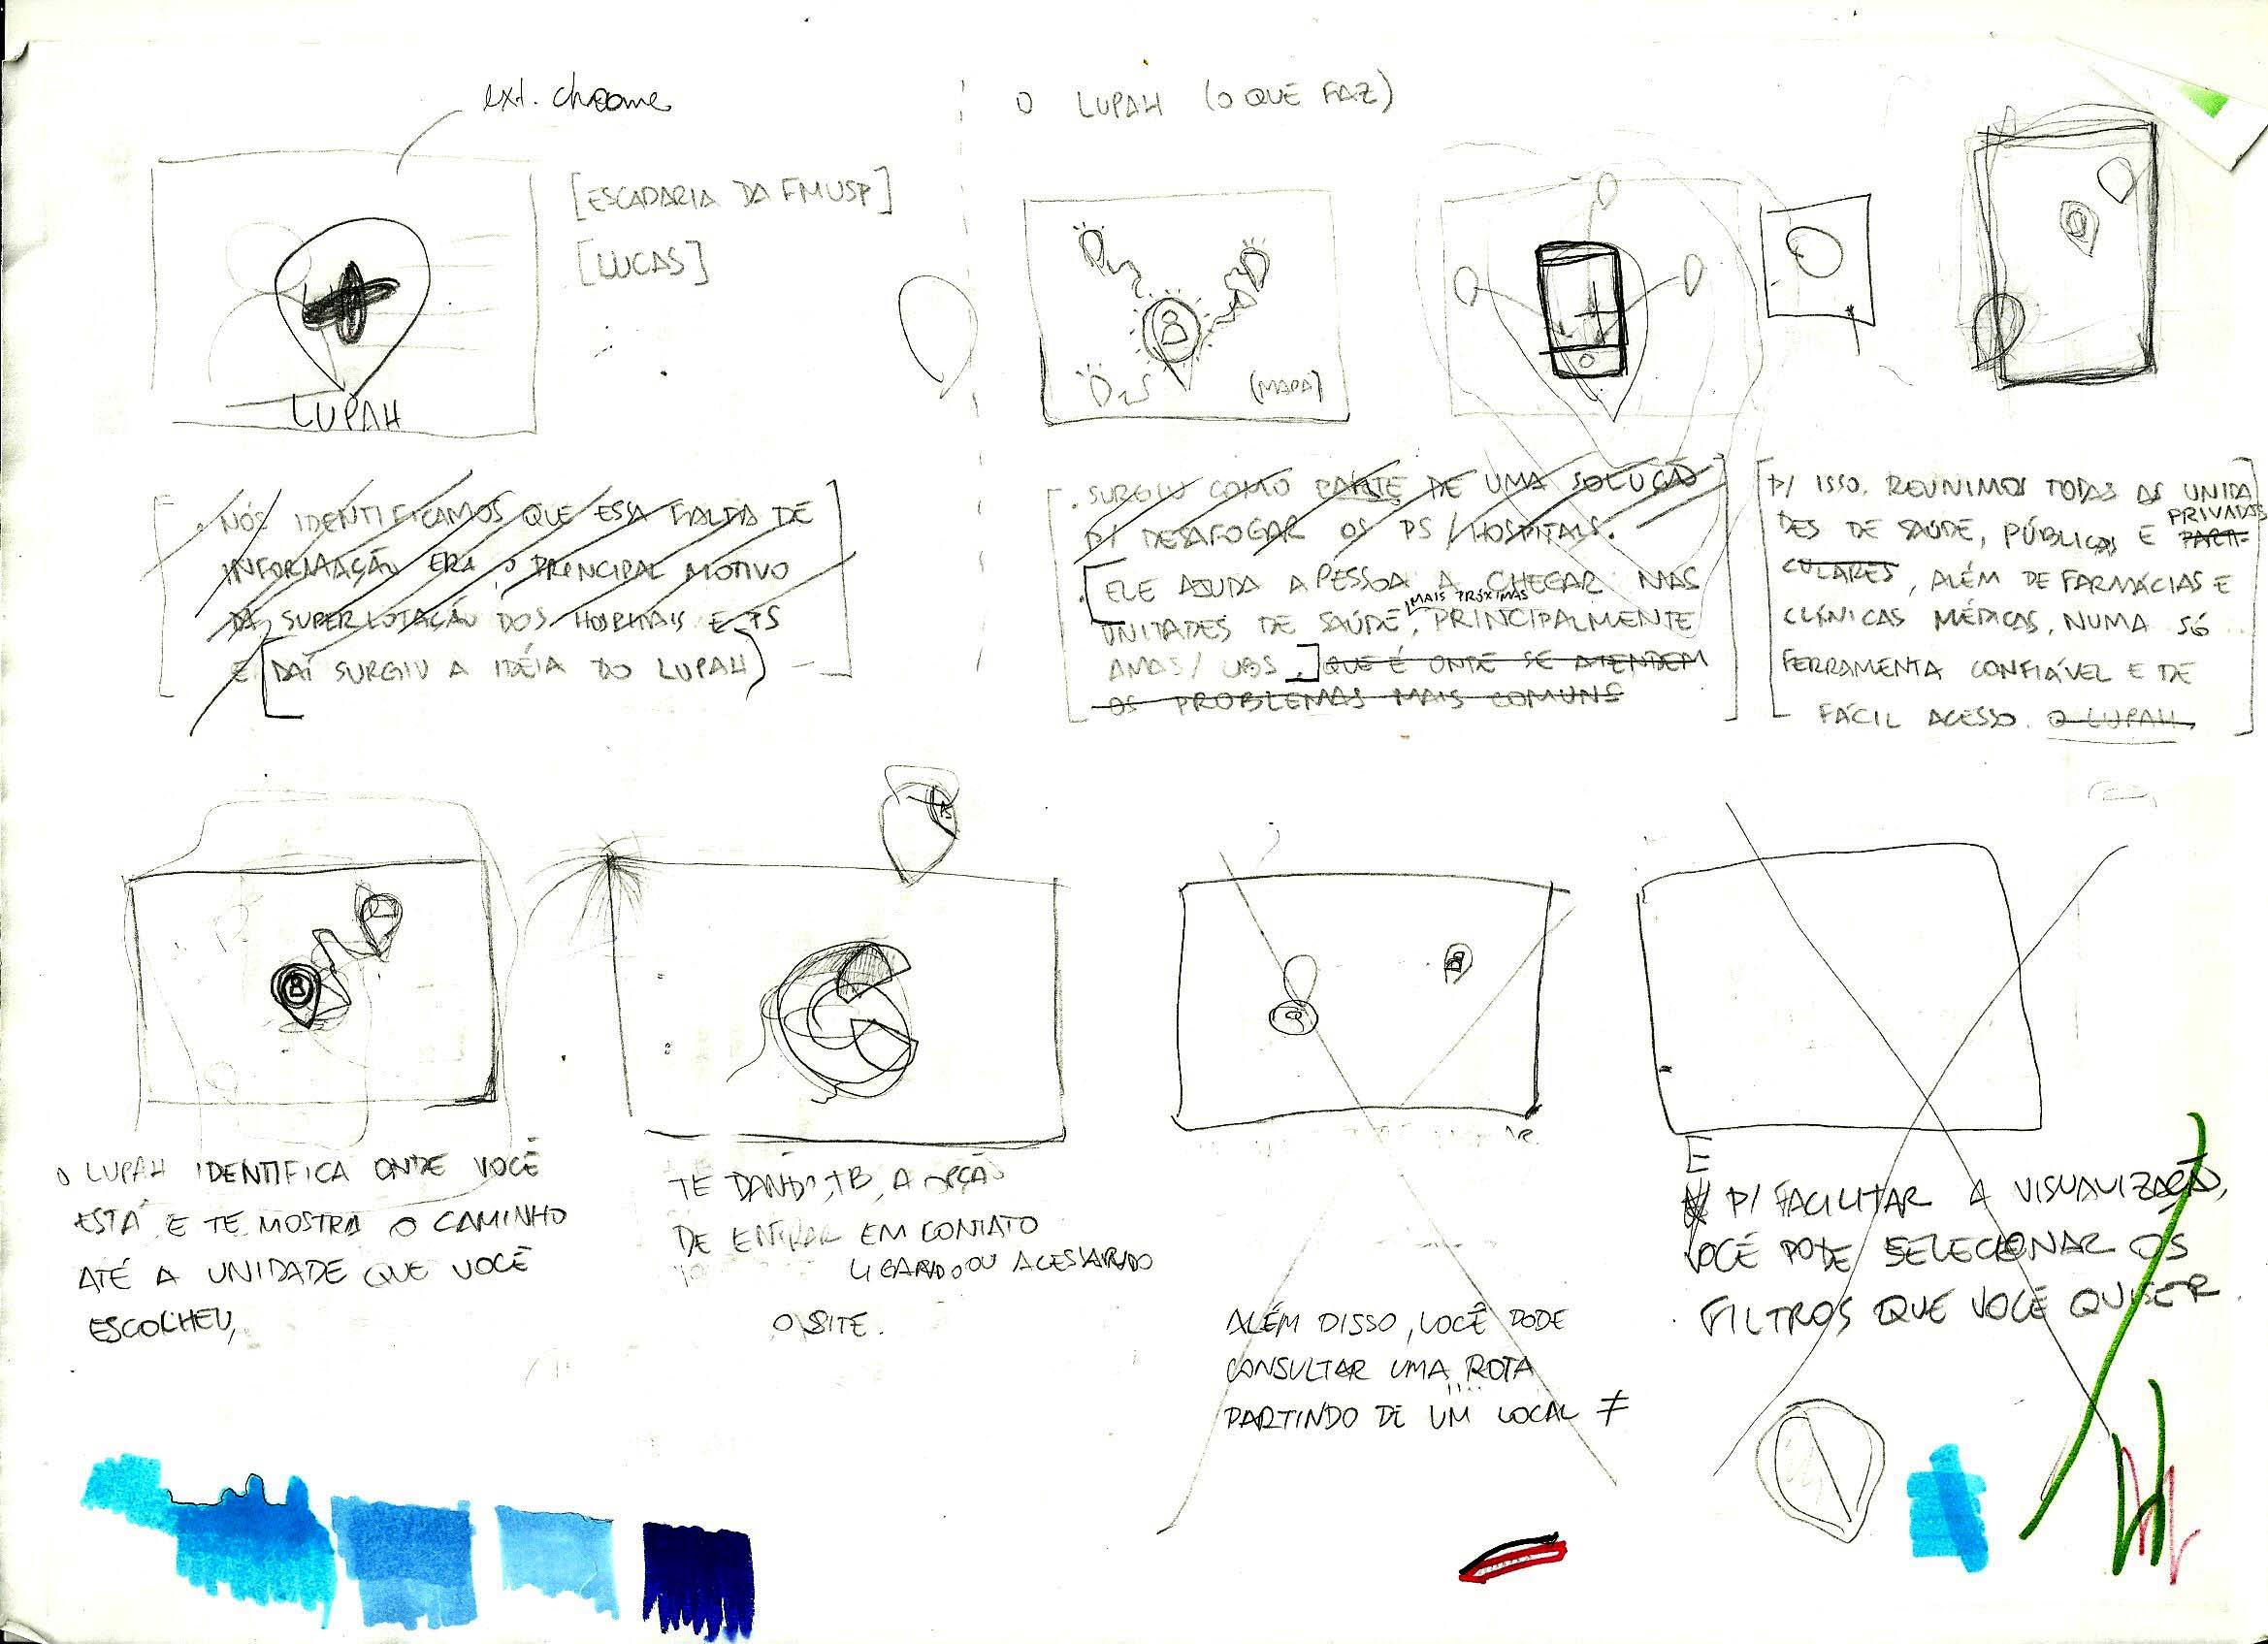 ext. chrome
[ESCADARIA DA FMUSP]
[LUCAS]
LUPAH
[. NÓS IDENTIFICAMOS QUE ESSA FALTA DE
INFORMAÇÃO ERA O PRINCIPAL MOTIVO
DA SUPERLOTAÇÃO DOS HOSPITAIS E PS
E [DAÍ SURGIU A IDÉIA DO LUPAH] ]
O LUPAH (O QUE FAZ)
(MAPA)
[. SURGIU COMO PARTE DE UMA SOLUÇÃO
P/ DESAFOGAR OS PS / HOSPITAIS.
. [ELE AJUDA A PESSOA A CHEGAR NAS
UNIDADES DE SAÚDE MAIS PRÓXIMAS, PRINCIPALMENTE
AMAS/ UBS.] QUE É ONDE SE ATENDEM
OS PROBLEMAS MAIS COMUNS ]
[P/ ISSO, REUNIMOS TODAS AS UNIDA
DES DE SAÚDE, PÚBLICAS E PRIVADAS PARTI-
CULARES, ALÉM DE FARMÁCIAS E
CLÍNICAS MÉDICAS, NUMA SÓ
FERRAMENTA CONFIÁVEL E DE
FÁCIL ACESSO. O LUPAH ]
O LUPAH IDENTIFICA ONDE VOCÊ
ESTÁ E TE MOSTRA O CAMINHO
ATÉ A UNIDADE QUE VOCÊ
ESCOLHEU,
TE DANDO, TB, A OPÇÃO
DE ENTRAR EM CONTATO
LIGANDO OU ACESSANDO
O SITE.
ALÉM DISSO, VOCÊ PODE
CONSULTAR UMA ROTA
PARTINDO DE UM LOCAL ≠
E P/ FACILITAR A VISUALIZAÇÃO,
VOCÊ PODE SELECIONAR OS
FILTROS QUE VOCÊ QUISER.